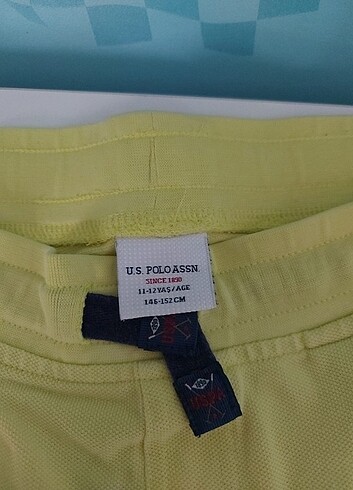 U.S. POLO ASSN.
SINCE 1890
11-12 YAŞ / AGE
146-152 CM